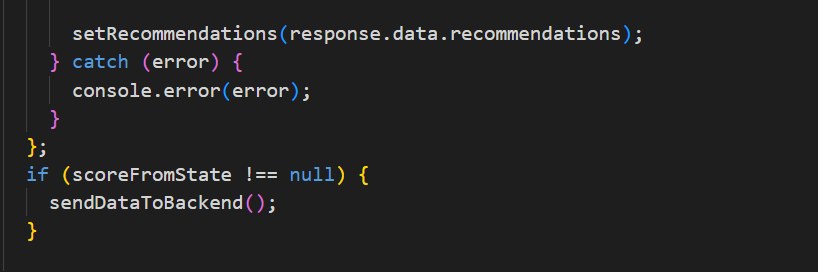 setRecommendations(response.data.recommendations);
} catch (error) {
console.error(error);
}
};
if (scoreFromState !== null) {
sendDataToBackend();
}